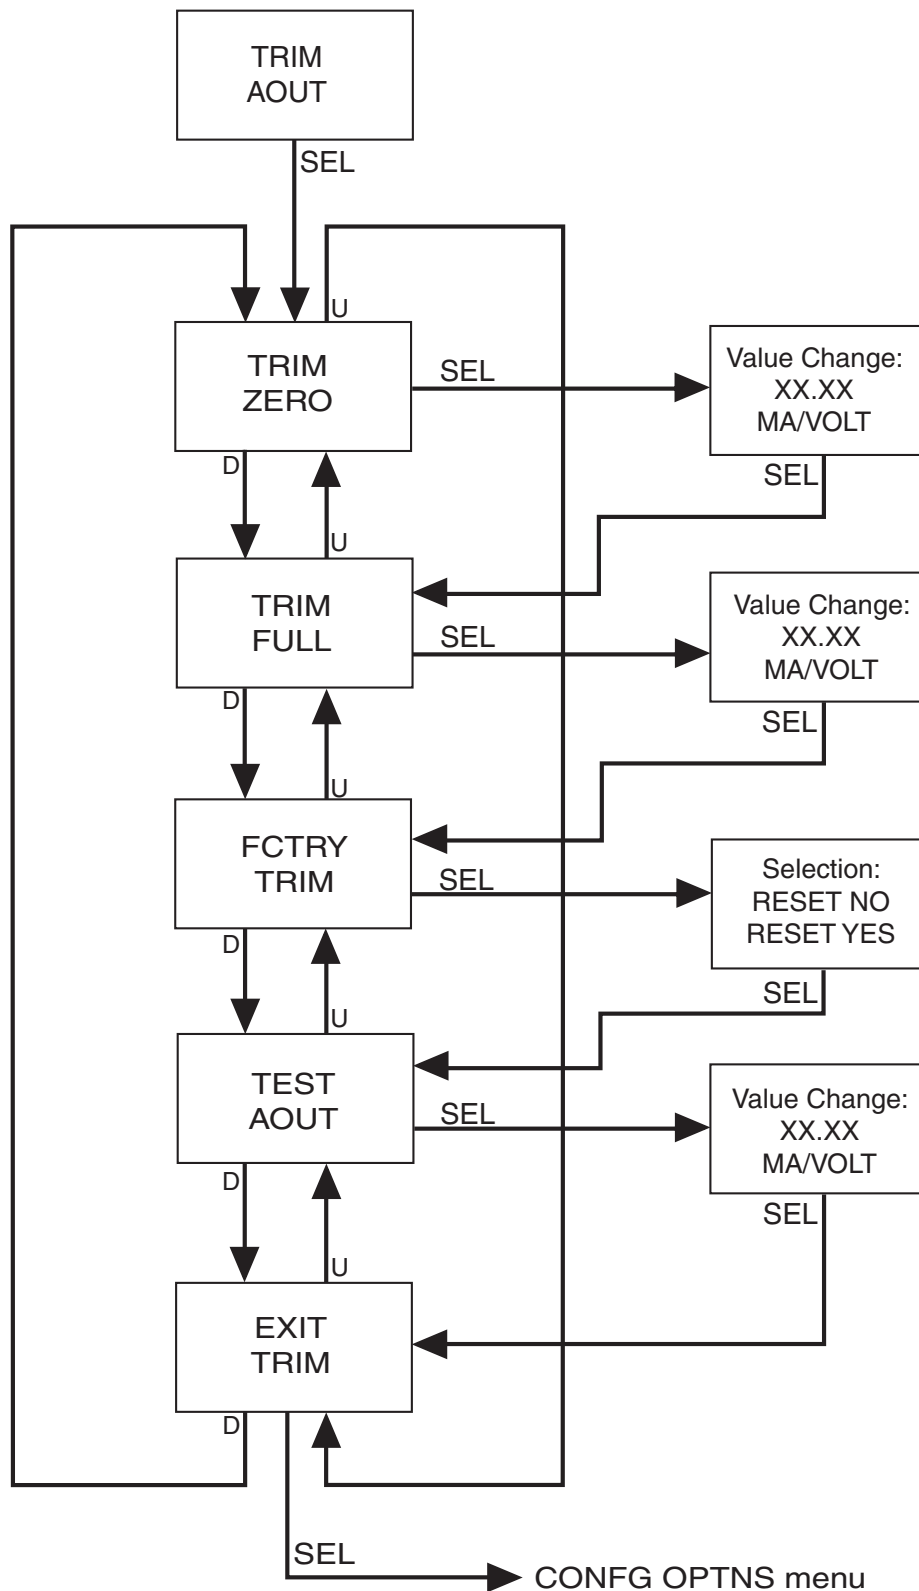 TRIM
AOUT
SEL
U
TRIM
ZERO
SEL
Value Change:
XX.XX
MA/VOLT
SEL
D
U
TRIM
FULL
SEL
Value Change:
XX.XX
MA/VOLT
SEL
D
U
FCTRY
TRIM
SEL
Selection:
RESET NO
RESET YES
SEL
D
U
TEST
AOUT
SEL
Value Change:
XX.XX
MA/VOLT
SEL
D
U
EXIT
TRIM
D
SEL
CONFG OPTNS menu